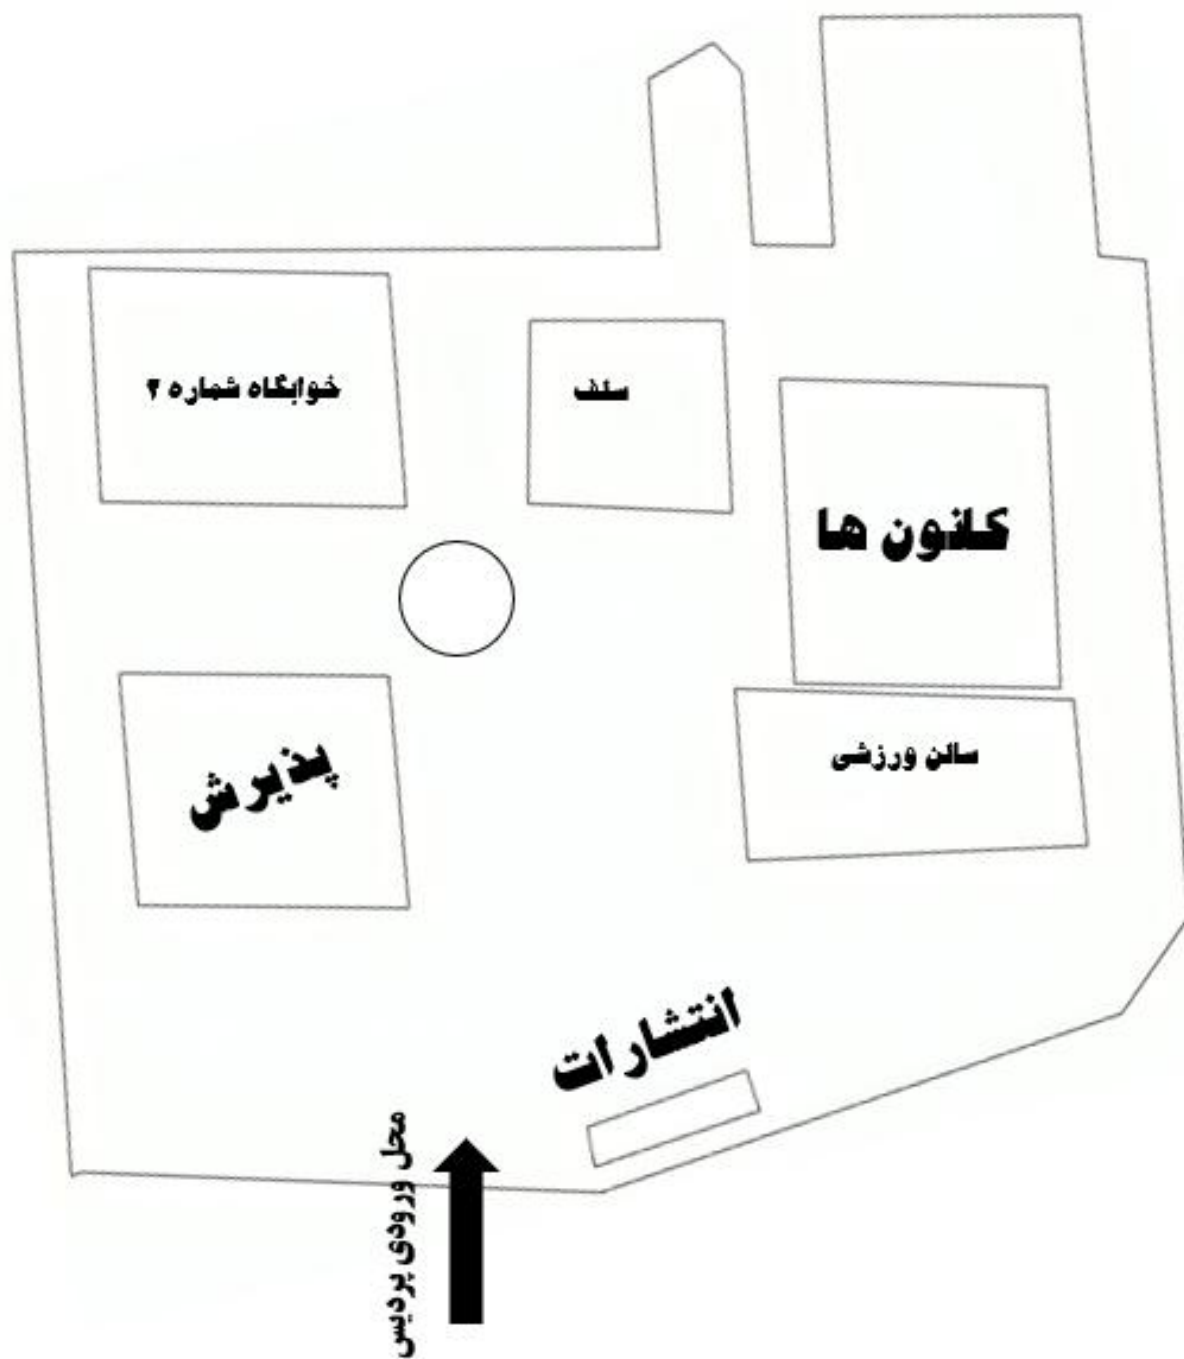 خوابگاه شماره ۲
سلف
کانون ها
سالن ورزشی
پذیرش
انتشارات
محل ورودی پردیس